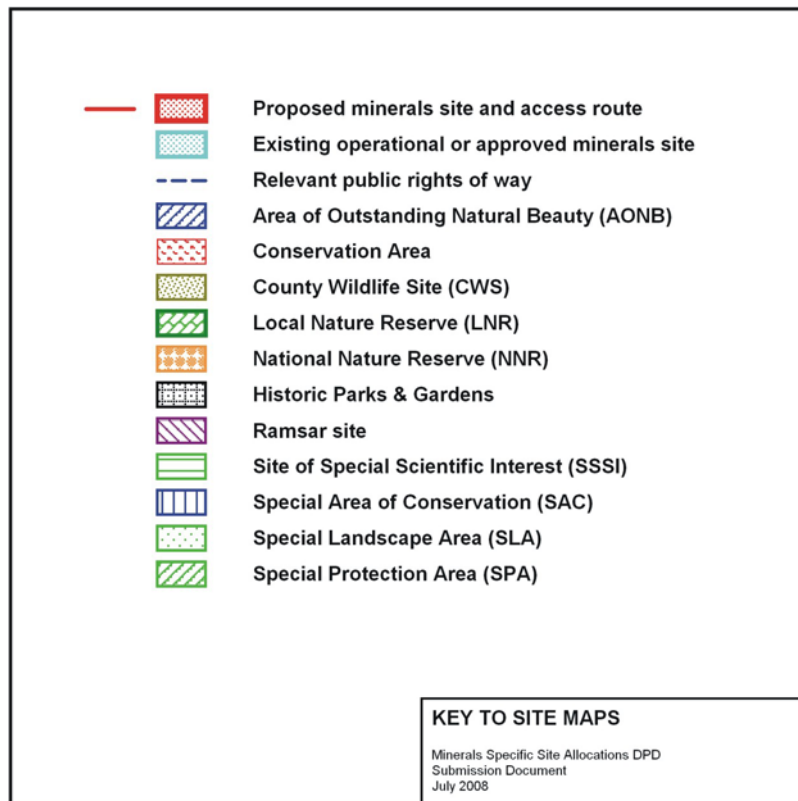 Proposed minerals site and access route
Existing operational or approved minerals site
Relevant public rights of way
Area of Outstanding Natural Beauty (AONB)
Conservation Area
County Wildlife Site (CWS)
Local Nature Reserve (LNR)
National Nature Reserve (NNR)
Historic Parks & Gardens
Ramsar site
Site of Special Scientific Interest (SSSI)
Special Area of Conservation (SAC)
Special Landscape Area (SLA)
Special Protection Area (SPA)
KEY TO SITE MAPS
Minerals Specific Site Allocations DPD
Submission Document
July 2008